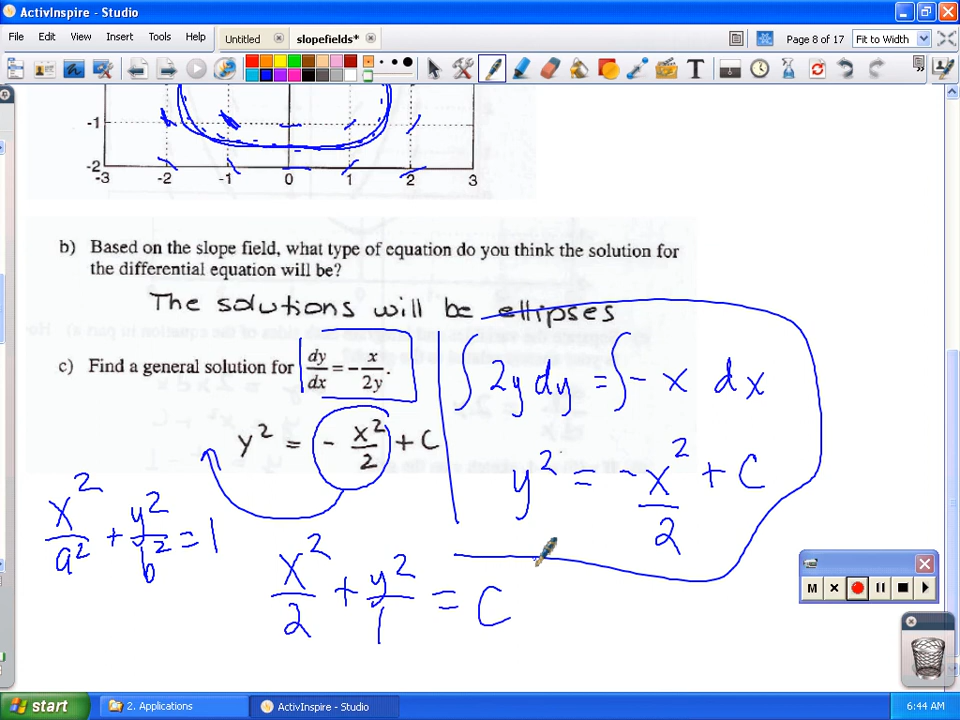 ActivInspire - Studio
File Edit View Insert Tools Help
Untitled
slopefields*
Page 8 of 17
Fit to Width
-1
-2
-3 -2 -1 0 1 2 3
b) Based on the slope field, what type of equation do you think the solution for
the differential equation will be?
The solutions will be ellipses
c) Find a general solution for dy/dx = -x/2y.
∫ 2y dy = ∫ - x dx
y² = - x²/2 + C
y² = -x²/2 + C
x²/a² + y²/b² = 1
x²/2 + y²/1 = C
M
start
2. Applications
ActivInspire - Studio
6:44 AM